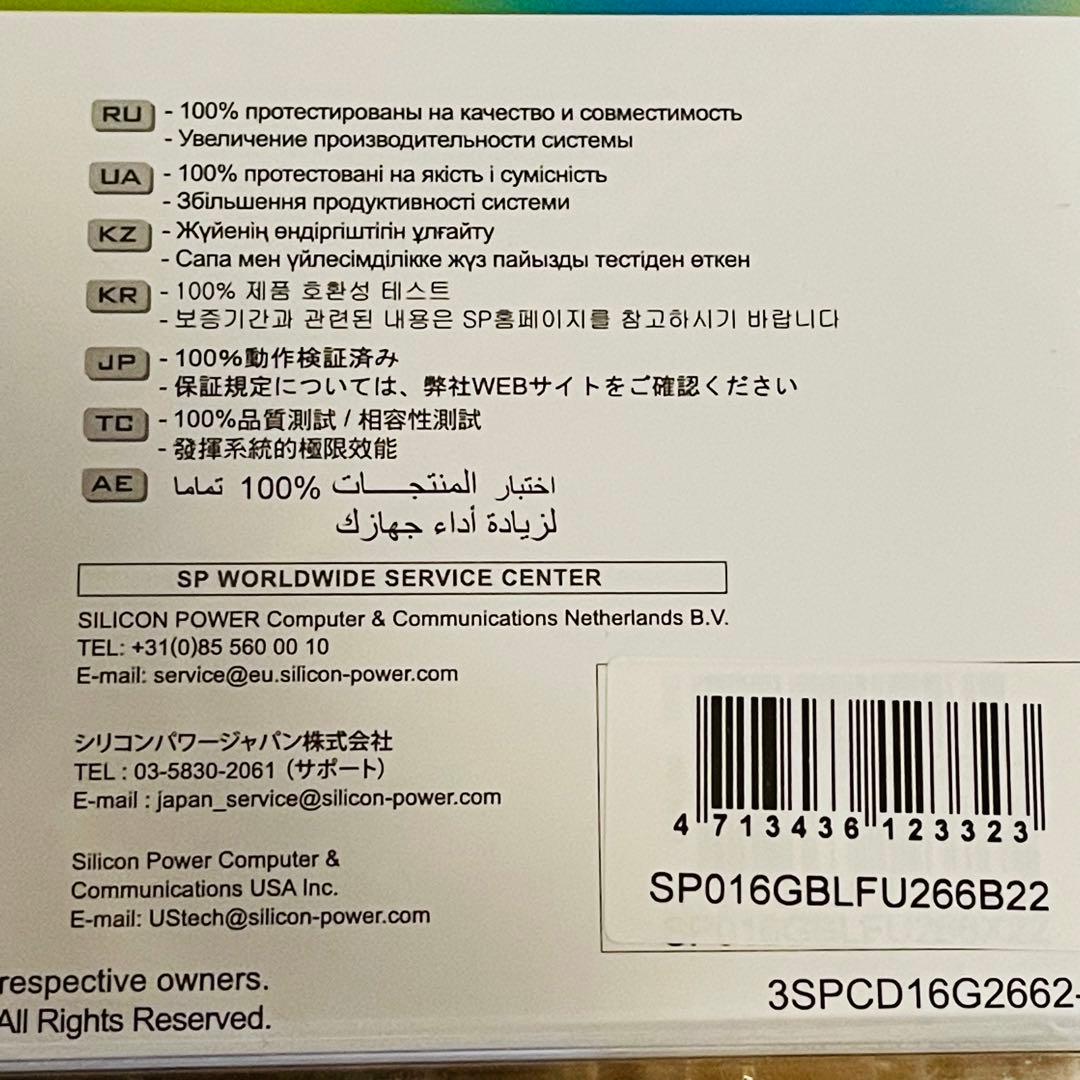 RU - 100% протестированы на качество и совместимость
- Увеличение производительности системы
UA - 100% протестовані на якість і сумісність
- Збільшення продуктивності системи
KZ - Жүйенің өндіргіштігін ұлғайту
- Сапа мен үйлесімділікке жүз пайызды тестіден өткен
KR - 100% 제품 호환성 테스트
- 보증기간과 관련된 내용은 SP홈페이지를 참고하시기 바랍니다
JP - 100%動作検証済み
- 保証規定については、弊社WEBサイトをご確認ください
TC - 100%品質測試 / 相容性測試
- 發揮系統的極限效能
AE اختبار المنتجـــات 100% تماما
لزيادة أداء جهازك
SP WORLDWIDE SERVICE CENTER
SILICON POWER Computer & Communications Netherlands B.V.
TEL: +31(0)85 560 00 10
E-mail: service@eu.silicon-power.com
シリコンパワージャパン株式会社
TEL : 03-5830-2061 (サポート)
E-mail : japan_service@silicon-power.com
Silicon Power Computer &
Communications USA Inc.
E-mail: UStech@silicon-power.com
4 713436 123323
SP016GBLFU266B22
respective owners.
All Rights Reserved.
3SPCD16G2662-